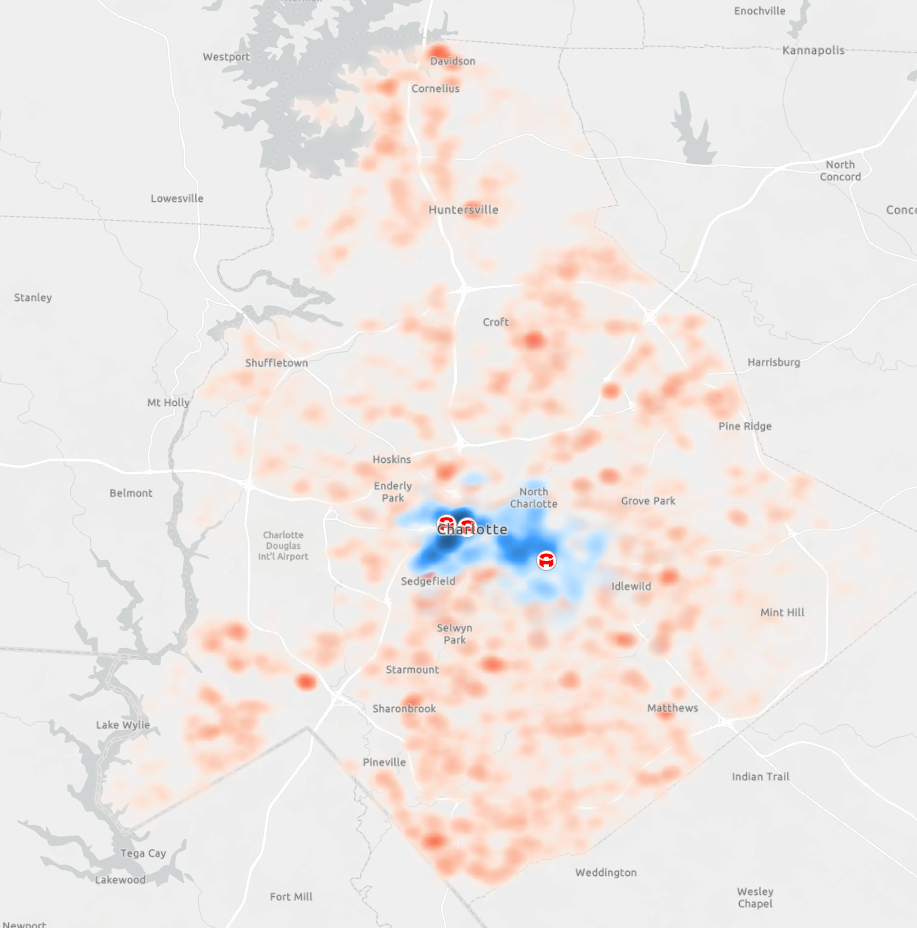 Enochville
Westport
Kannapolis
Davidson
Cornelius
North
Concord
Lowesville
Huntersville
Stanley
Croft
Shuffletown
Harrisburg
Mt Holly
Pine Ridge
Hoskins
Belmont
Enderly
Park
North
Charlotte
Grove Park
Charlotte
Charlotte
Douglas
Int'l Airport
Sedgefield
Idlewild
Mint Hill
Selwyn
Park
Starmount
Sharonbrook
Matthews
Lake Wylie
Pineville
Indian Trail
Tega Cay
Lakewood
Weddington
Fort Mill
Wesley
Chapel